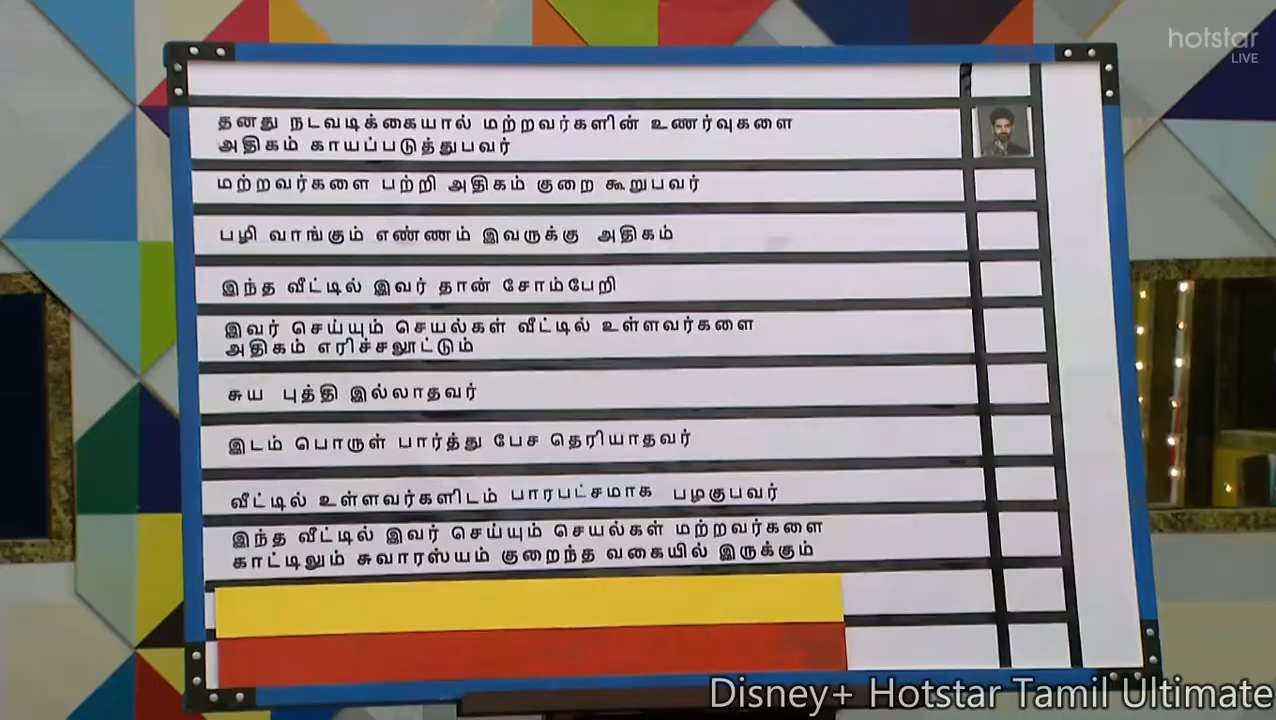 hotstar
LIVE
தனது நடவடிக்கையால் மற்றவர்களின் உணர்வுகளை
அதிகம் காயப்படுத்துபவர்
மற்றவர்களை பற்றி அதிகம் குறை கூறுபவர்
பழி வாங்கும் எண்ணம் இவருக்கு அதிகம்
இந்த வீட்டில் இவர் தான் சோம்பேறி
இவர் செய்யும் செயல்கள் வீட்டில் உள்ளவர்களை
அதிகம் எரிச்சலூட்டும்
சுய புத்தி இல்லாதவர்
இடம் பொருள் பார்த்து பேச தெரியாதவர்
வீட்டில் உள்ளவர்களிடம் பாரபட்சமாக பழகுபவர்
இந்த வீட்டில் இவர் செய்யும் செயல்கள் மற்றவர்களை
காட்டிலும் சுவாரஸ்யம் குறைந்த வகையில் இருக்கும்
Disney+ Hotstar Tamil Ultimate